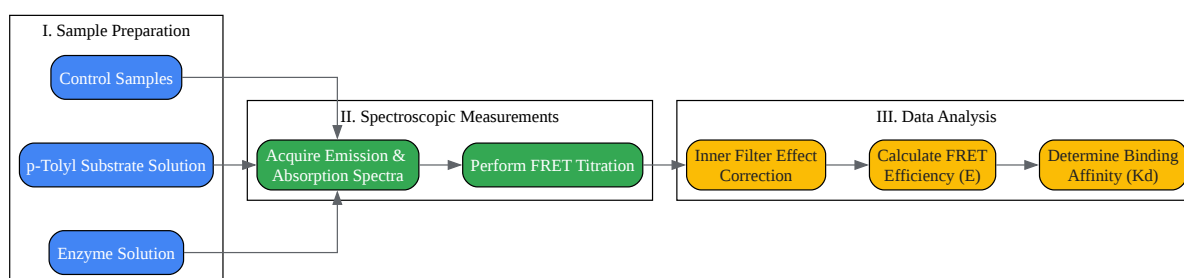 I. Sample Preparation
Control Samples
p-Tolyl Substrate Solution
Enzyme Solution
II. Spectroscopic Measurements
Acquire Emission &
Absorption Spectra
Perform FRET Titration
III. Data Analysis
Inner Filter Effect
Correction
Calculate FRET
Efficiency (E)
Determine Binding
Affinity (Kd)